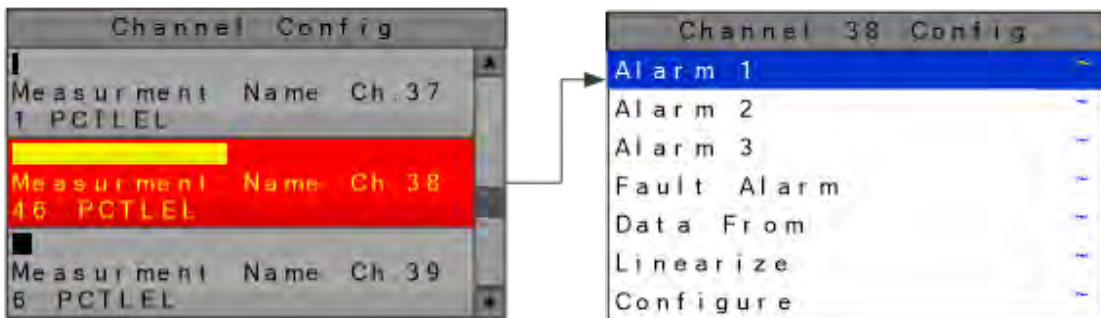 Channel Config
Measurment Name Ch.37
1 PCTLEL
Measurment Name Ch.38
46 PCTLEL
Measurment Name Ch.39
6 PCTLEL
Channel 38 Config
Alarm 1
Alarm 2
Alarm 3
Fault Alarm
Data From
Linearize
Configure